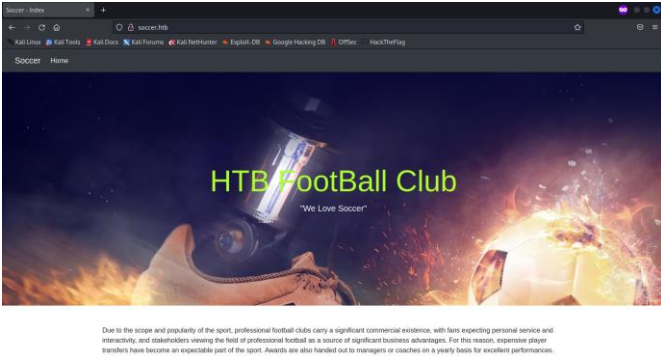 Soccer - Index
soccer.htb
Kali Linux Kali Tools Kali Docs Kali Forums Kali NetHunter Exploit-DB Google Hacking DB OffSec HackTheFlag
Soccer Home
HTB FootBall Club
"We Love Soccer"
Due to the scope and popularity of the sport, professional football clubs carry a significant commercial existence, with fans expecting personal service and
interactivity, and stakeholders viewing the field of professional football as a source of significant business advantages. For this reason, expensive player
transfers have become an expectable part of the sport. Awards are also handed out to managers or coaches on a yearly basis for excellent performances.